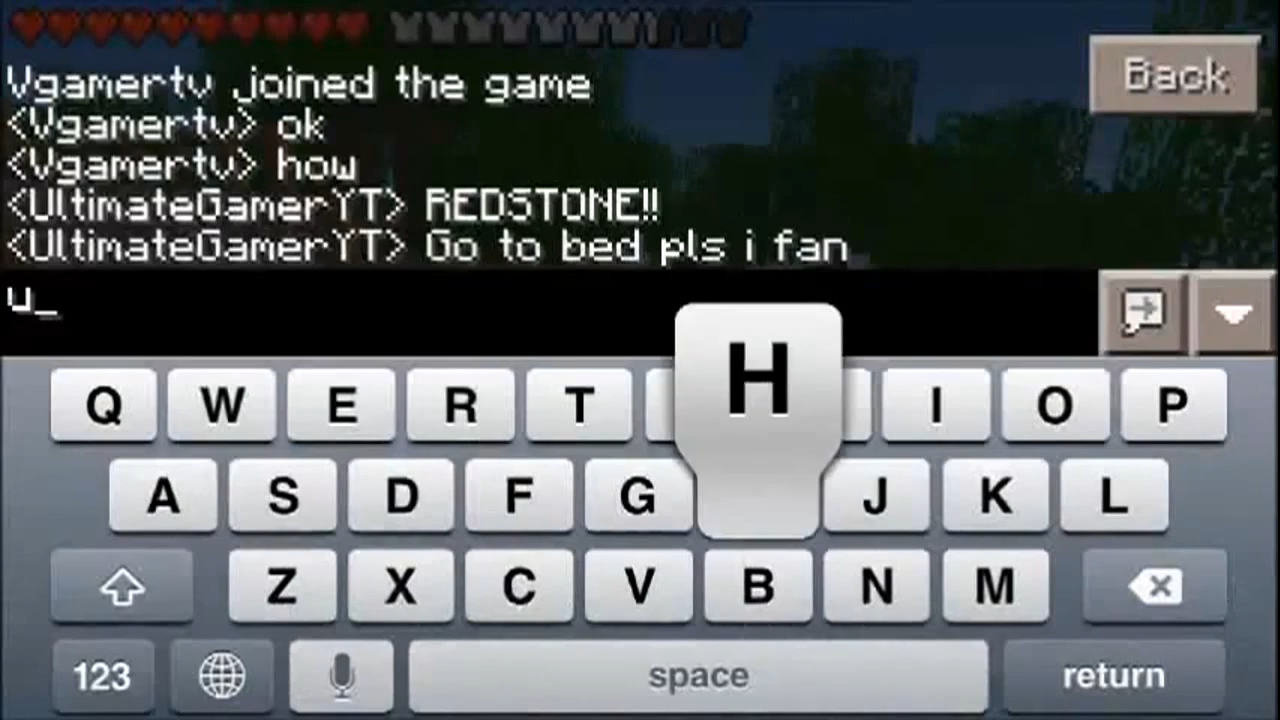 Vgamertv joined the game
Back
<Vgamertv> ok
<Vgamertv> how
<UltimateGamerYT> REDSTONE!!
<UltimateGamerYT> Go to bed pls i fan
u_
H
Q W E R T I O P
A S D F G J K L
Z X C V B N M
123 space return